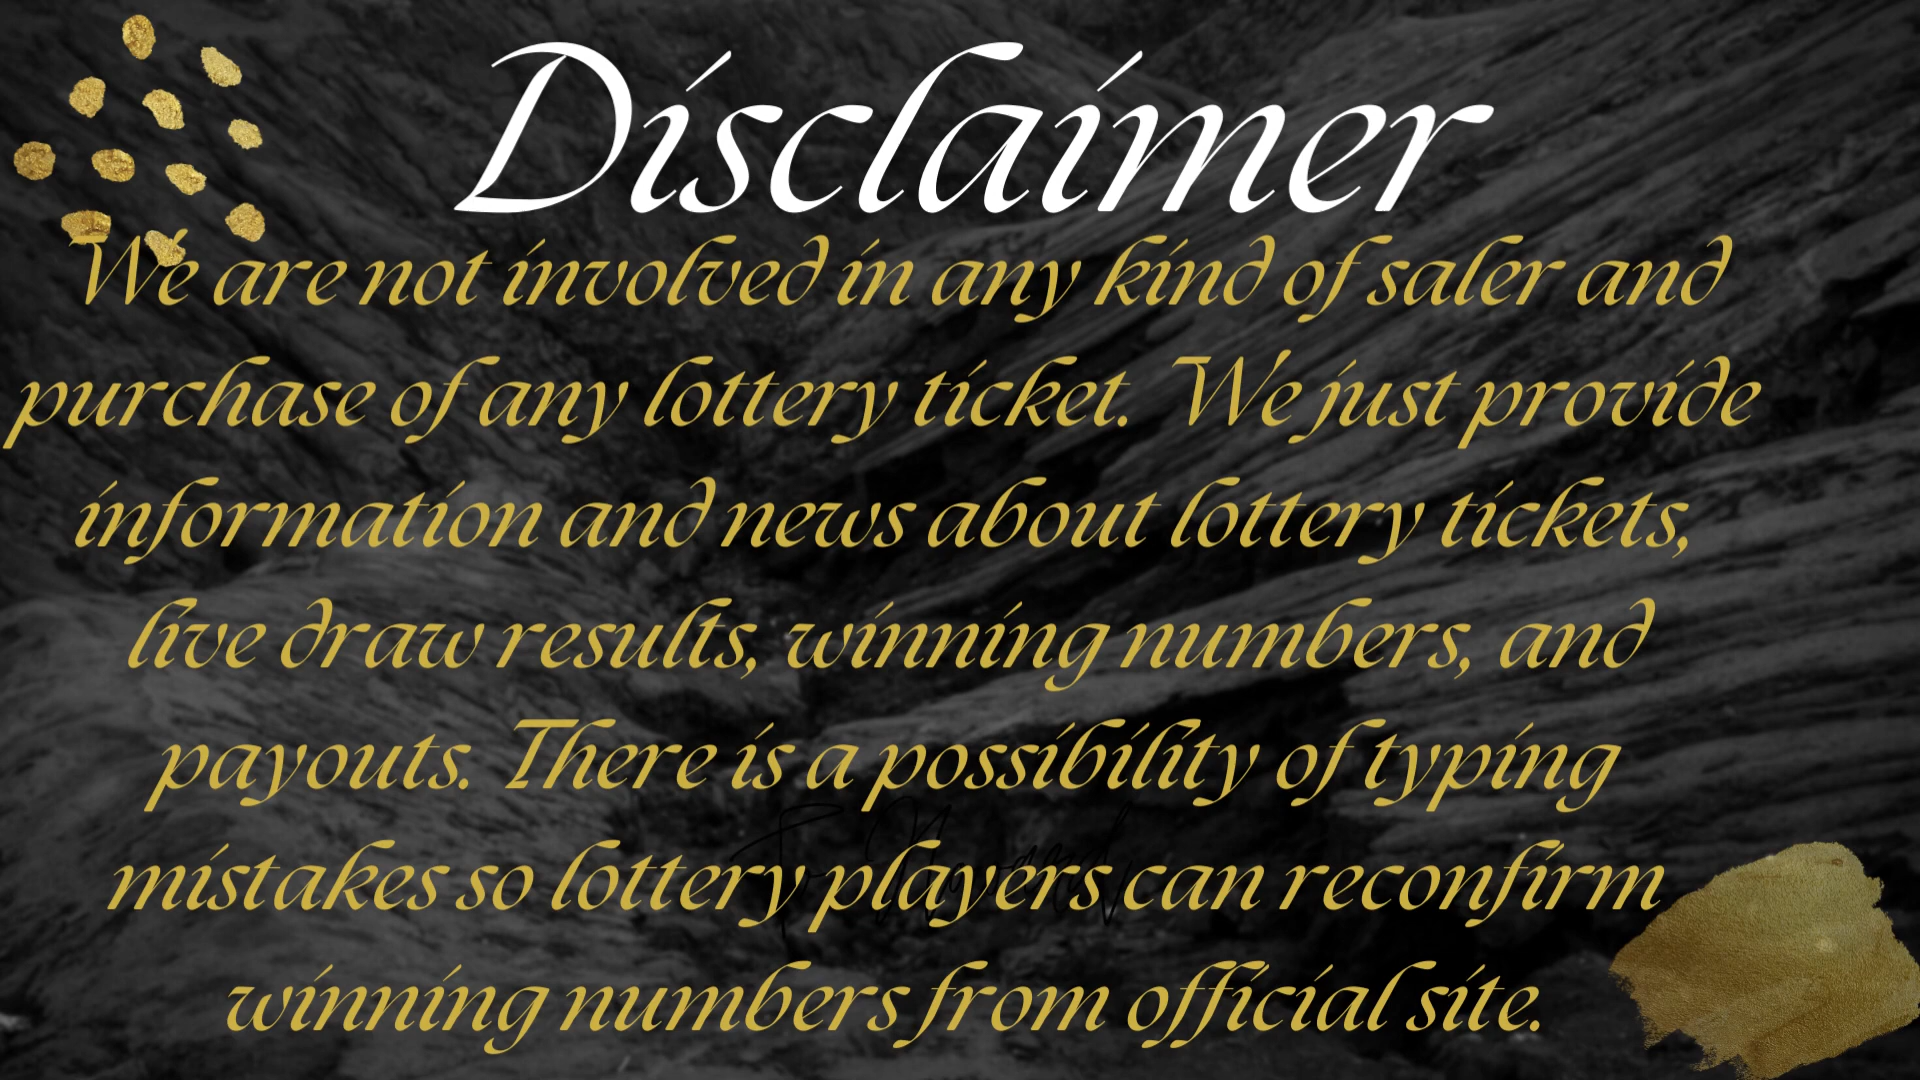 Disclaimer
We are not involved in any kind of saler and
purchase of any lottery ticket. We just provide
information and news about lottery tickets,
live draw results, winning numbers, and
payouts. There is a possibility of typing
mistakes so lottery players can reconfirm
winning numbers from official site.